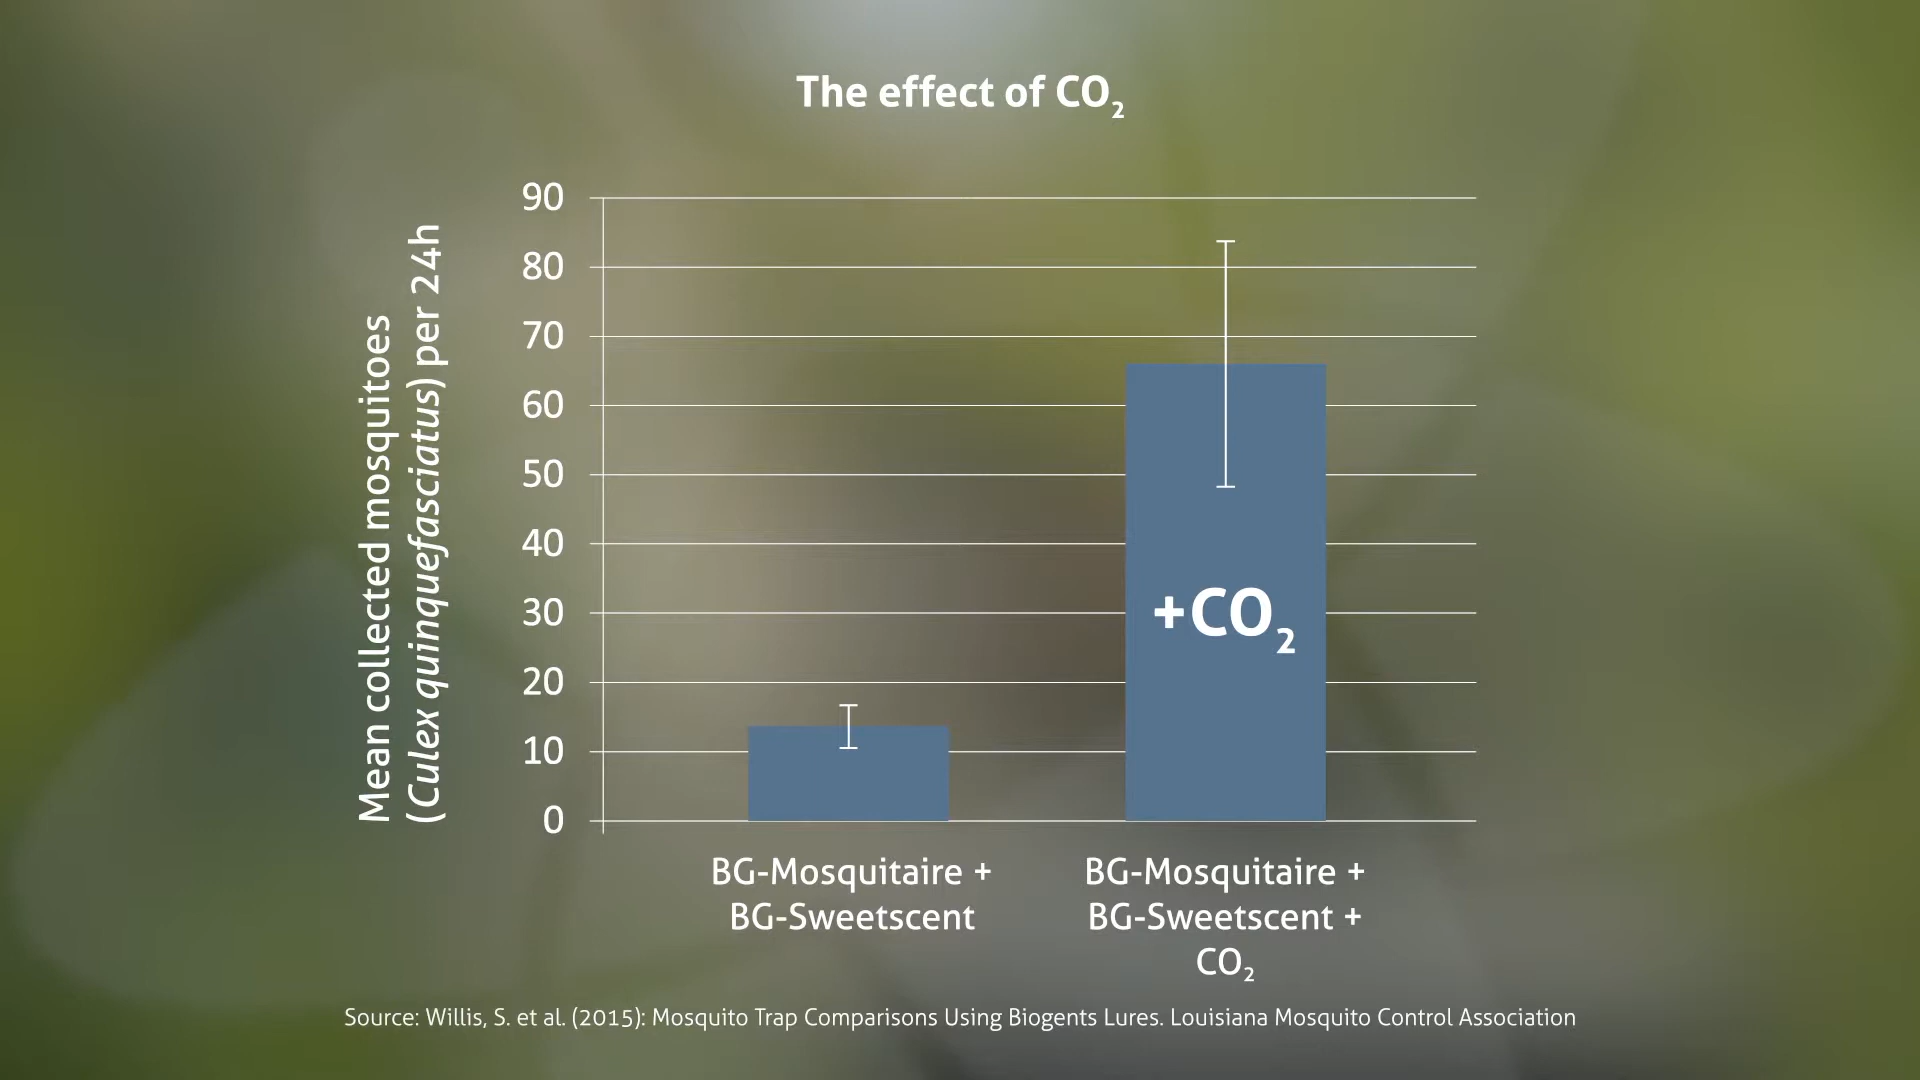 The effect of CO₂
Mean collected mosquitoes
(Culex quinquefasciatus) per 24h
90
80
70
60
50
40
30
20
10
0
+CO₂
BG-Mosquitaire +
BG-Sweetscent
BG-Mosquitaire +
BG-Sweetscent +
CO₂
Source: Willis, S. et al. (2015): Mosquito Trap Comparisons Using Biogents Lures. Louisiana Mosquito Control Association